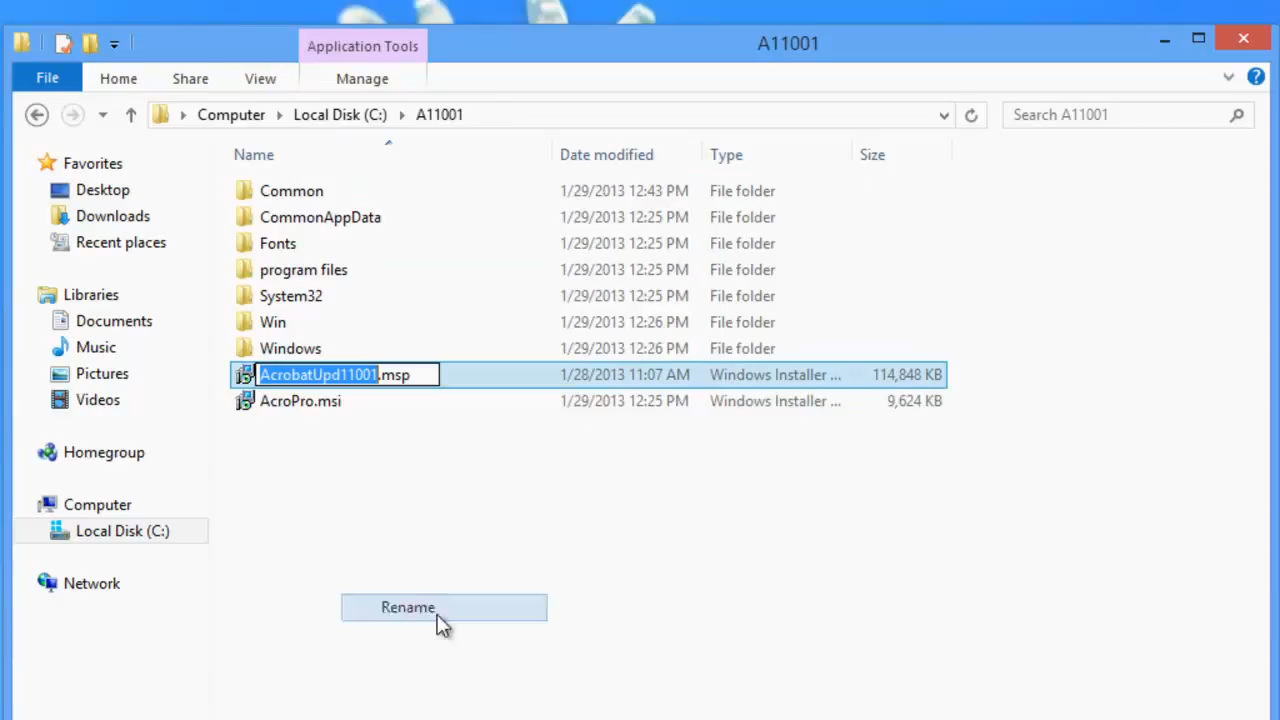 Application Tools
A11001
File Home Share View Manage
Computer Local Disk (C:) A11001
Search A11001
Name Date modified Type Size
Favorites
Desktop
Downloads
Recent places
Libraries
Documents
Music
Pictures
Videos
Homegroup
Computer
Local Disk (C:)
Network
Common 1/29/2013 12:43 PM File folder
CommonAppData 1/29/2013 12:25 PM File folder
Fonts 1/29/2013 12:25 PM File folder
program files 1/29/2013 12:25 PM File folder
System32 1/29/2013 12:25 PM File folder
Win 1/29/2013 12:26 PM File folder
Windows 1/29/2013 12:26 PM File folder
AcrobatUpd11001.msp 1/28/2013 11:07 AM Windows Installer ... 114,848 KB
AcroPro.msi 1/29/2013 12:25 PM Windows Installer ... 9,624 KB
Rename